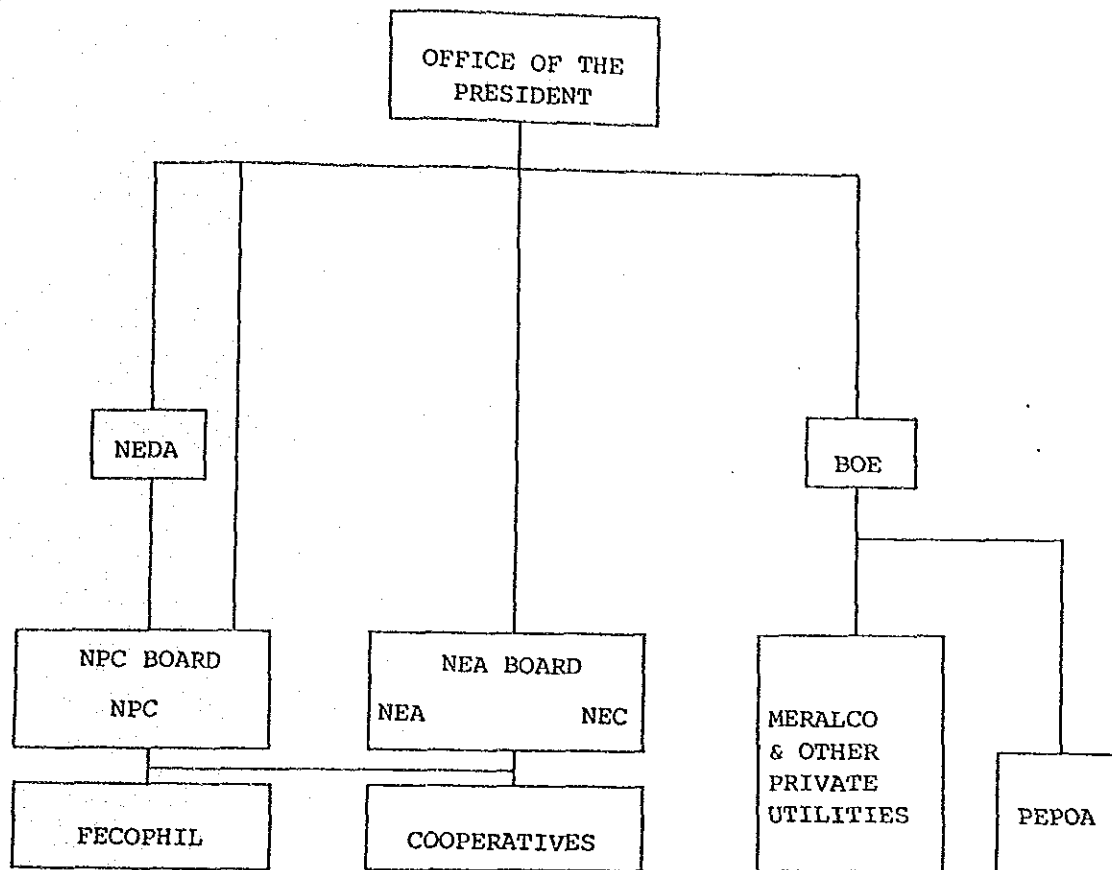 OFFICE OF THE
PRESIDENT
NEDA
BOE
NPC BOARD
NPC
NEA BOARD
NEA NEC
MERALCO
& OTHER
PRIVATE
UTILITIES
PEPOA
FECOPHIL
COOPERATIVES